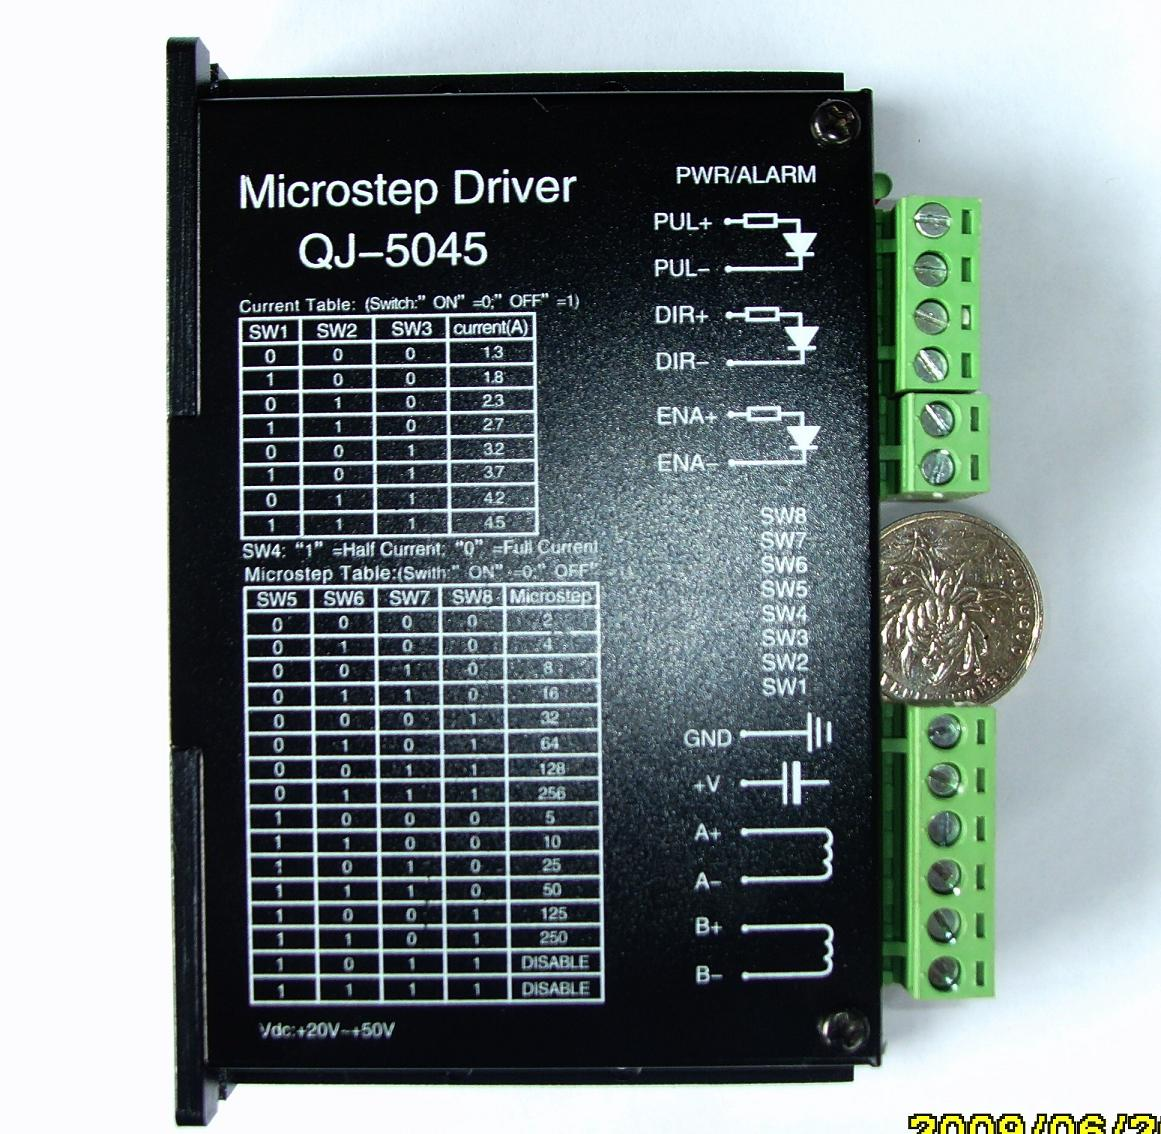 Microstep Driver
QJ-5045
Current Table: (Switch:" ON" =0;" OFF" =1)
SW1 SW2 SW3 current(A)
0 0 0 1.3
1 0 0 1.8
0 1 0 2.3
1 1 0 2.7
0 0 1 3.2
1 0 1 3.7
0 1 1 4.2
1 1 1 4.5
SW4: "1" =Half Current; "0" =Full Current
Microstep Table:(Swith:" ON" =0;" OFF" =1)
SW5 SW6 SW7 SW8 Microstep
0 0 0 0 2
0 1 0 0 4
0 0 1 0 8
0 1 1 0 16
0 0 0 1 32
0 1 0 1 64
0 0 1 1 128
0 1 1 1 256
1 0 0 0 5
1 1 0 0 10
1 0 1 0 25
1 1 1 0 50
1 0 0 1 125
1 1 0 1 250
1 0 1 1 DISABLE
1 1 1 1 DISABLE
Vdc:+20V~+50V
PWR/ALARM
PUL+
PUL-
DIR+
DIR-
ENA+
ENA-
SW8
SW7
SW6
SW5
SW4
SW3
SW2
SW1
GND
+V
A+
A-
B+
B-